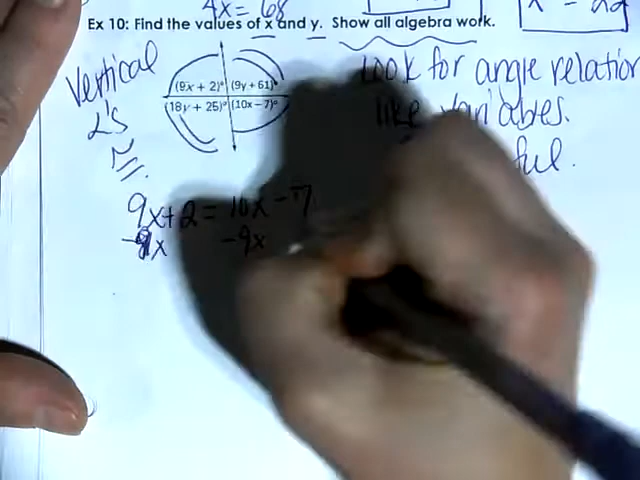 4x = 68
Ex 10: Find the values of x and y. Show all algebra work.
Vertical
∠'s
≅
(9x + 2)° (9y + 61)°
(18y + 25)° (10x – 7)°
Look for angle relation
like variables.
ful.
9x+2 = 10x -7
-9x -9x